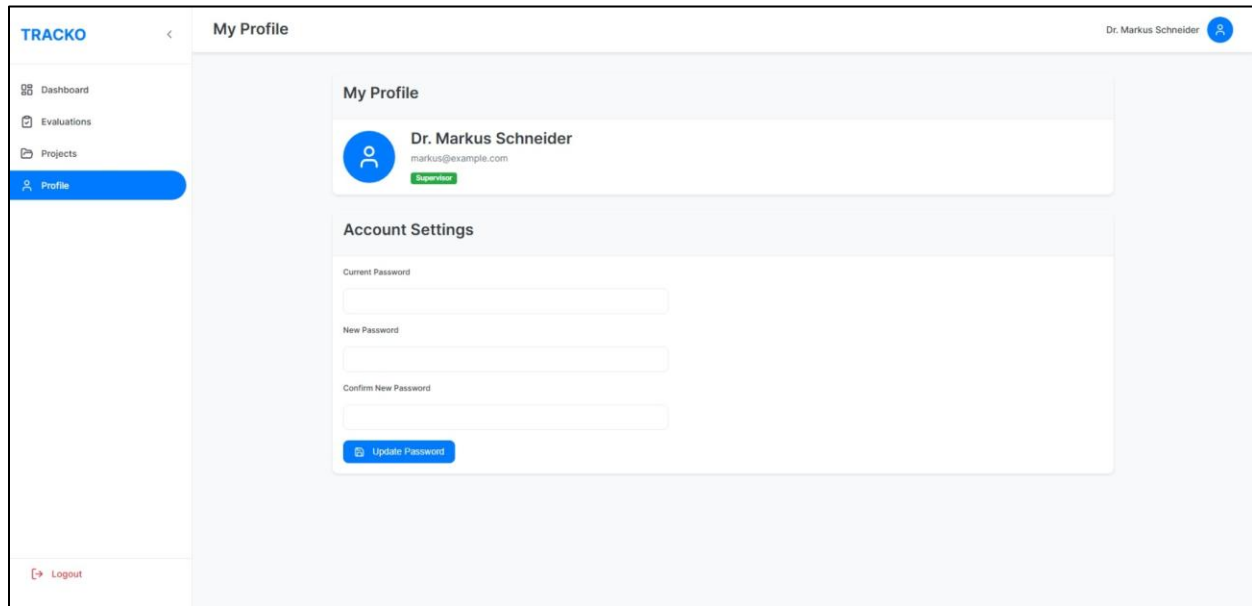 TRACKO
My Profile
Dr. Markus Schneider
Dashboard
Evaluations
Projects
Profile
My Profile
Dr. Markus Schneider
markus@example.com
Supervisor
Account Settings
Current Password
New Password
Confirm New Password
Update Password
Logout